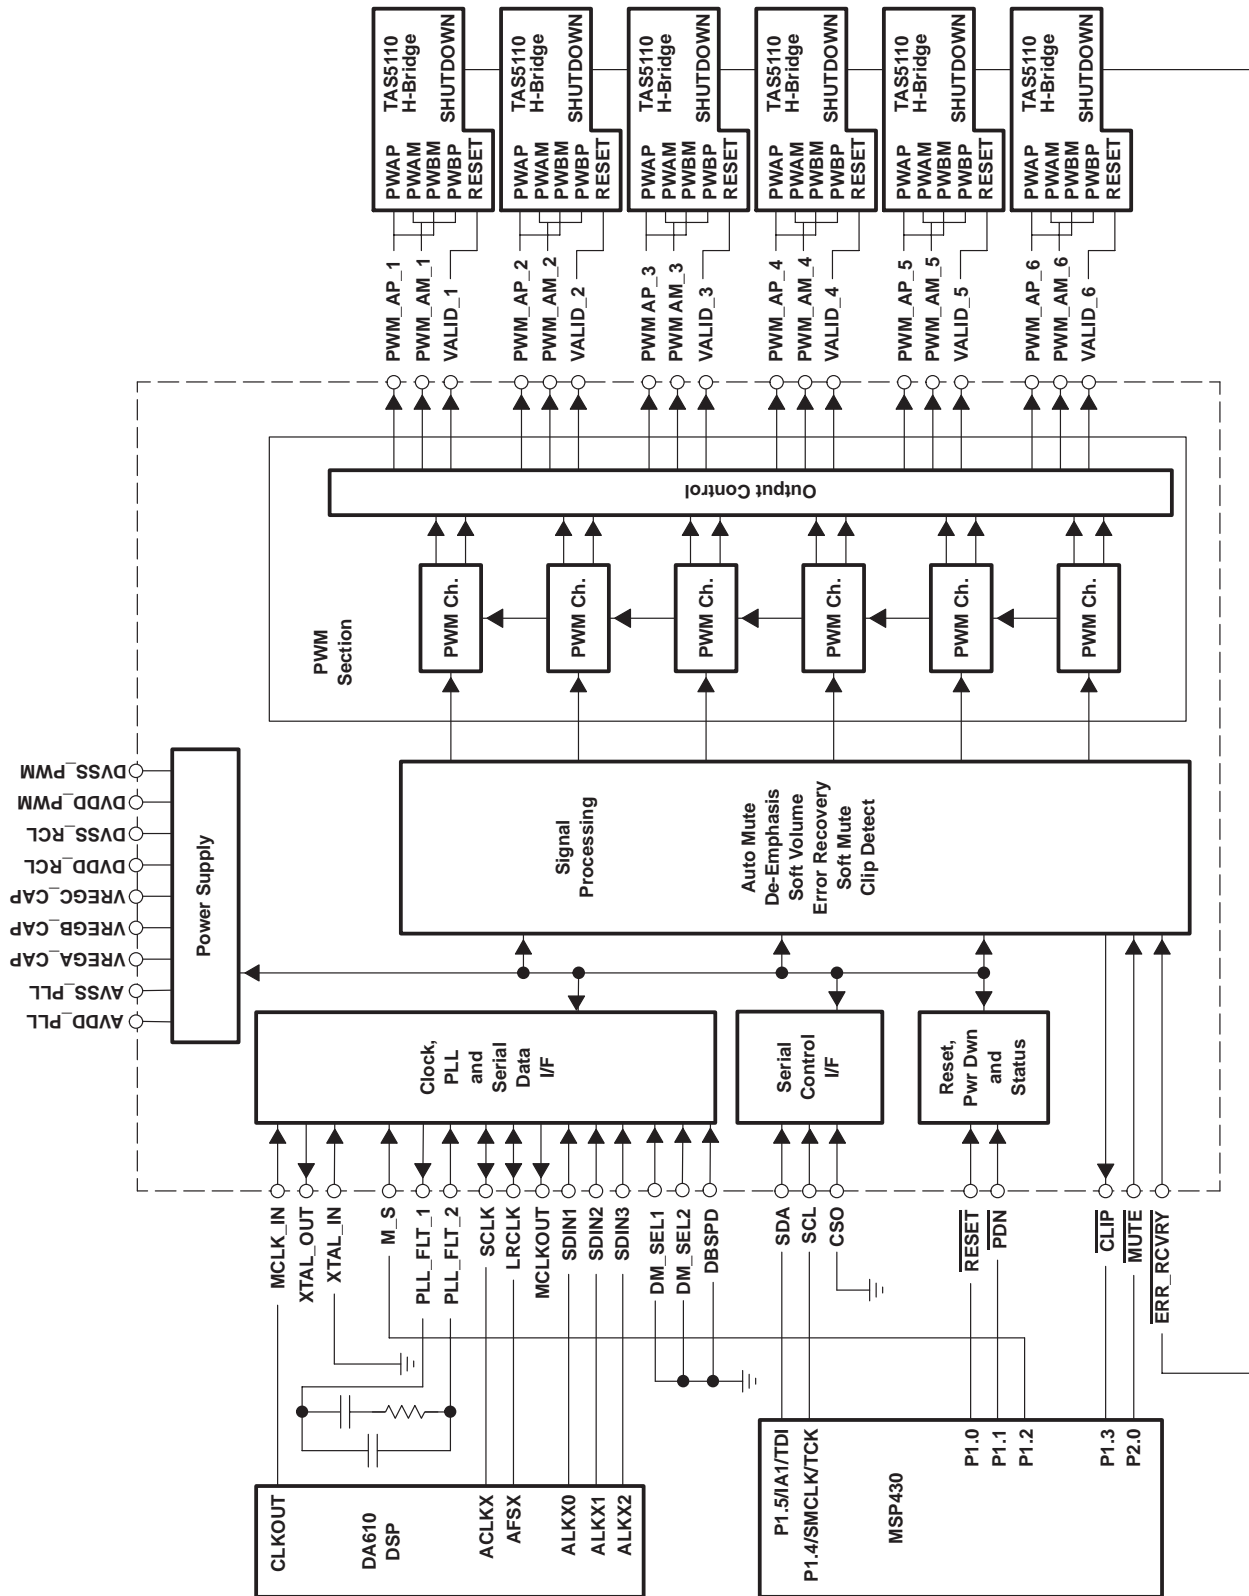 TAS5110
H-Bridge
SHUTDOWN
PWAP
PWAM
PWBM
PWBP
RESET
TAS5110
H-Bridge
SHUTDOWN
PWAP
PWAM
PWBM
PWBP
RESET
TAS5110
H-Bridge
SHUTDOWN
PWAP
PWAM
PWBM
PWBP
RESET
TAS5110
H-Bridge
SHUTDOWN
PWAP
PWAM
PWBM
PWBP
RESET
TAS5110
H-Bridge
SHUTDOWN
PWAP
PWAM
PWBM
PWBP
RESET
TAS5110
H-Bridge
SHUTDOWN
PWAP
PWAM
PWBM
PWBP
RESET
PWM_AP_1
PWM_AM_1
VALID_1
PWM_AP_2
PWM_AM_2
VALID_2
PWM AP_3
PWM AM_3
VALID_3
PWM_AP_4
PWM_AM_4
VALID_4
PWM_AP_5
PWM_AM_5
VALID_5
PWM_AP_6
PWM_AM_6
VALID_6
Output Control
PWM Ch.
PWM Ch.
PWM Ch.
PWM Ch.
PWM Ch.
PWM Ch.
PWM
Section
DVSS_PWM
DVDD_PWM
DVSS_RCL
DVDD_RCL
VREGC_CAP
VREGB_CAP
VREGA_CAP
AVSS_PLL
AVDD_PLL
Power Supply
Signal
Processing
Auto Mute
De-Emphasis
Soft Volume
Error Recovery
Soft Mute
Clip Detect
Clock,
PLL
and
Serial
Data
I/F
Serial
Control
I/F
Reset,
Pwr Dwn
and
Status
MCLK_IN
XTAL_OUT
XTAL_IN
M_S
PLL_FLT_1
PLL_FLT_2
SCLK
LRCLK
MCLKOUT
SDIN1
SDIN2
SDIN3
DM_SEL1
DM_SEL2
DBSPD
SDA
SCL
CSO
RESET
PDN
CLIP
MUTE
ERR_RCVRY
CLKOUT
DA610
DSP
ACLKX
AFSX
ALKX0
ALKX1
ALKX2
P1.5/IA1/TDI
P1.4/SMCLK/TCK
MSP430
P1.0
P1.1
P1.2
P1.3
P2.0